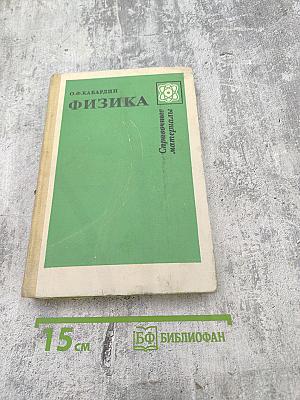 О.Ф.КАБАРДИН
ФИЗИКА
Справочные
материалы
15 см
БФ БИБЛИОФАН